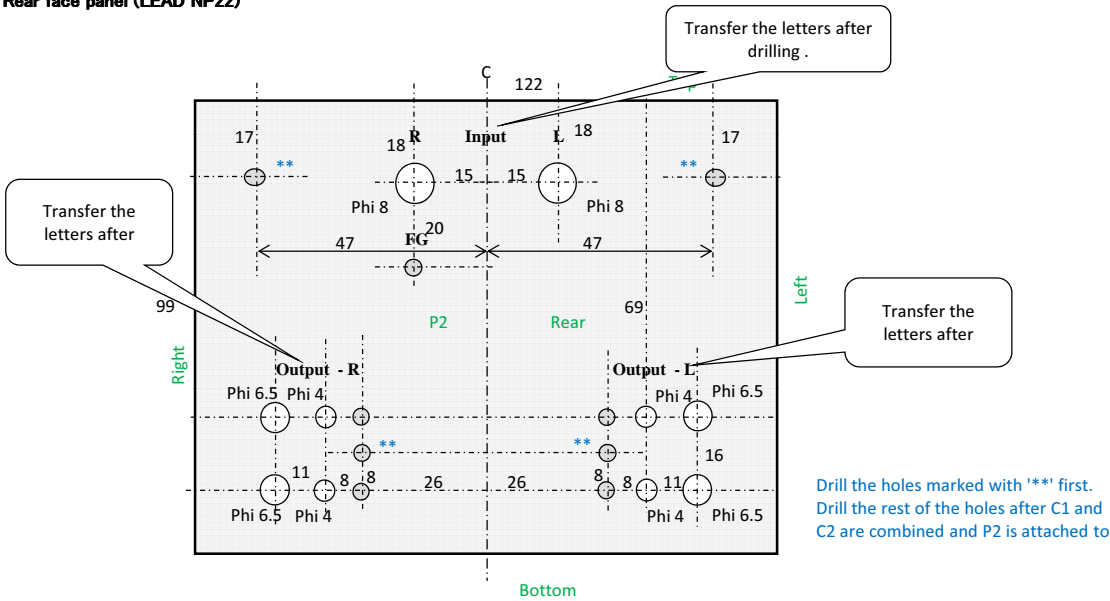 Rear face panel (LEAD NP22)
Transfer the letters after
drilling .
C
122
17
18
R
Input
L
18
17
**
**
15
15
Phi 8
Phi 8
20
FG
47
47
99
Transfer the
letters after
Left
P2
Rear
69
Transfer the
letters after
Right
Output - R
Output - L
Phi 6.5
Phi 4
Phi 4
Phi 6.5
**
**
16
11
8
8
26
26
8
8
11
Phi 6.5
Phi 4
Phi 4
Phi 6.5
Drill the holes marked with '**' first.
Drill the rest of the holes after C1 and
C2 are combined and P2 is attached to
Bottom